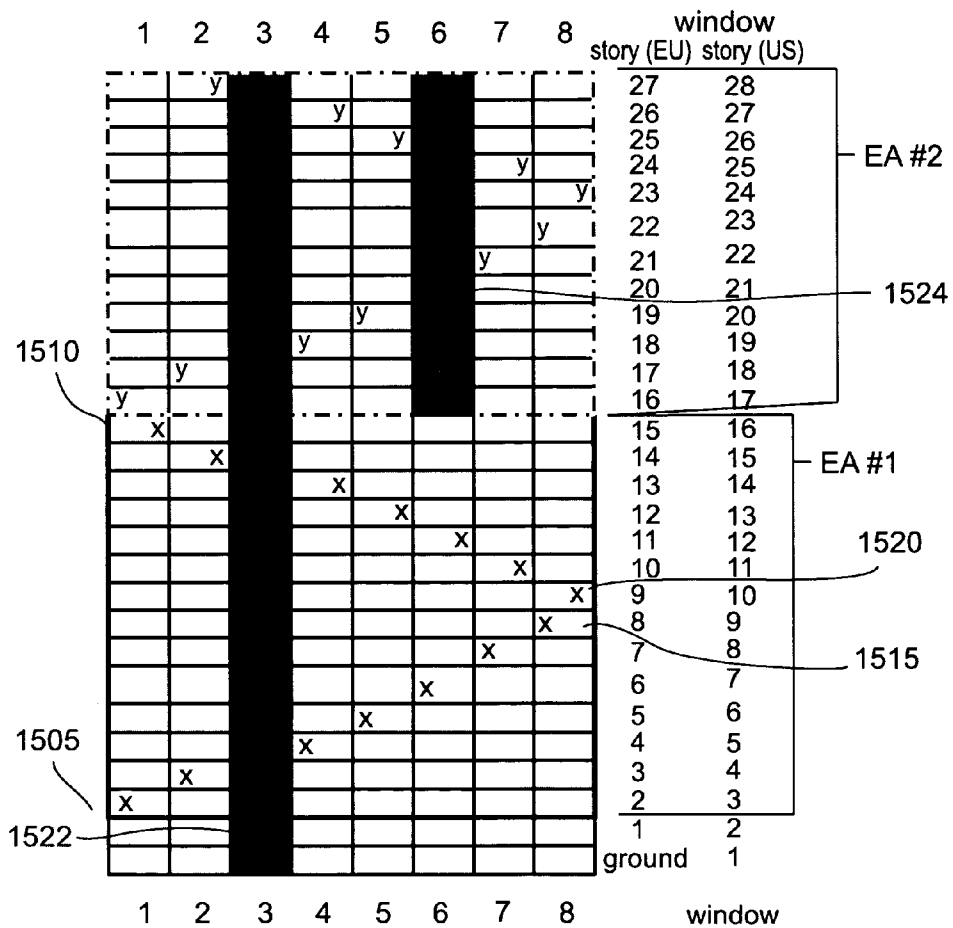 1 2 3 4 5 6 7 8 window
story (EU) story (US)
y 27 28
y 26 27
y 25 26
y 24 25 EA #2
y 23 24
y 22 23
y 21 22
20 21 1524
y 19 20
y 18 19
1510
y 17 18
y 16 17
x 15 16
x 14 15 EA #1
x 13 14
x 12 13
x 11 12
1520
x 10 11
x 9 10
x 8 9
x 7 8
1515
x 6 7
x 5 6
1505
x 4 5
x 3 4
x 2 3
1522
1 2
ground 1
1 2 3 4 5 6 7 8 window